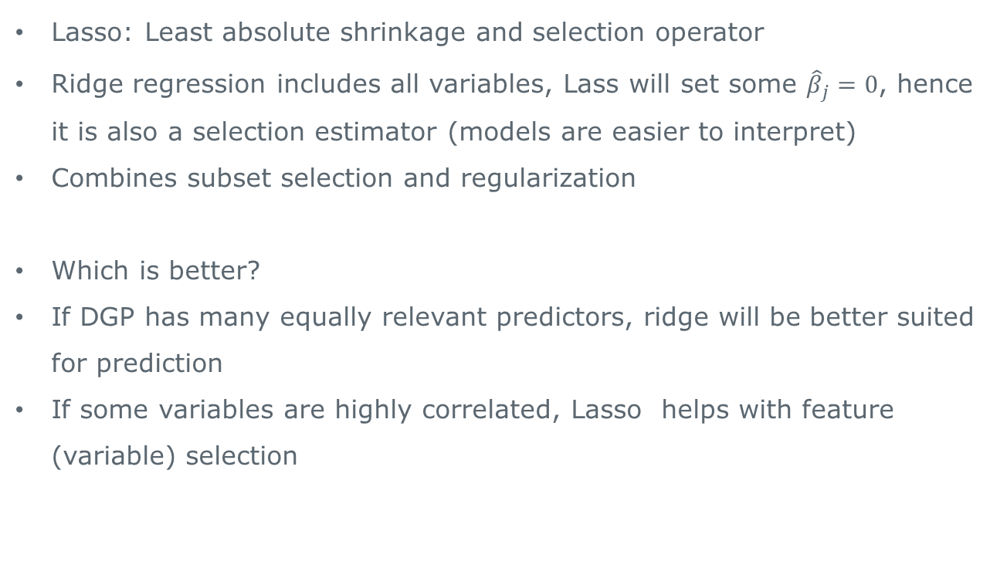 • Lasso: Least absolute shrinkage and selection operator
• Ridge regression includes all variables, Lass will set some β̂ⱼ = 0, hence
it is also a selection estimator (models are easier to interpret)
• Combines subset selection and regularization
• Which is better?
• If DGP has many equally relevant predictors, ridge will be better suited
for prediction
• If some variables are highly correlated, Lasso  helps with feature
(variable) selection